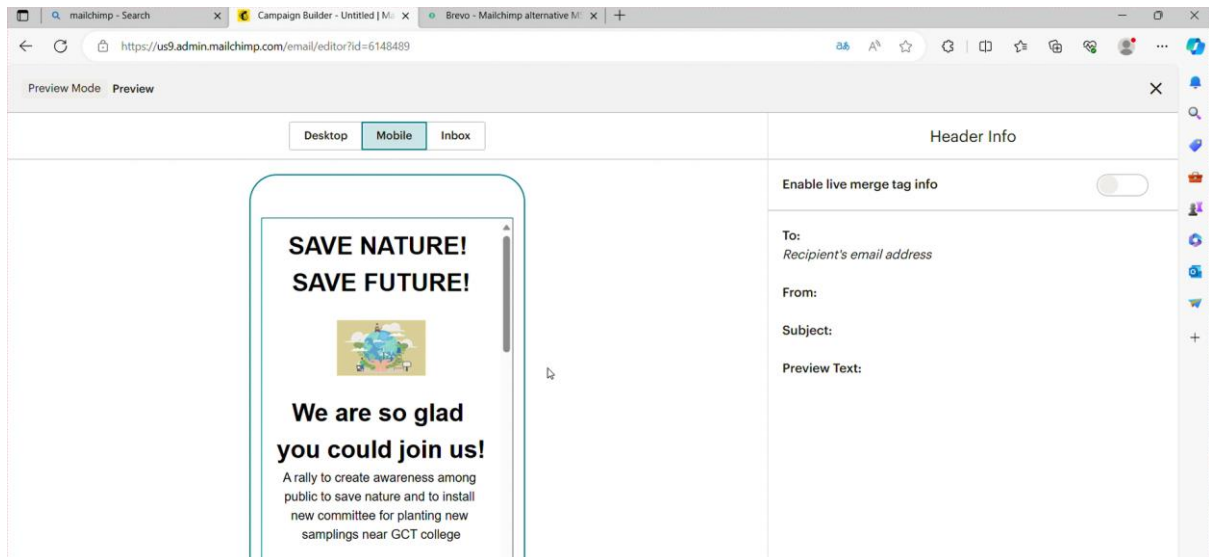 mailchimp - Search
Campaign Builder - Untitled | Ma
Brevo - Mailchimp alternative M
https://us9.admin.mailchimp.com/email/editor?id=6148489
Preview Mode Preview
Desktop Mobile Inbox
Header Info
Enable live merge tag info
To:
Recipient's email address
From:
Subject:
Preview Text:
SAVE NATURE!
SAVE FUTURE!
We are so glad
you could join us!
A rally to create awareness among
public to save nature and to install
new committee for planting new
samplings near GCT college